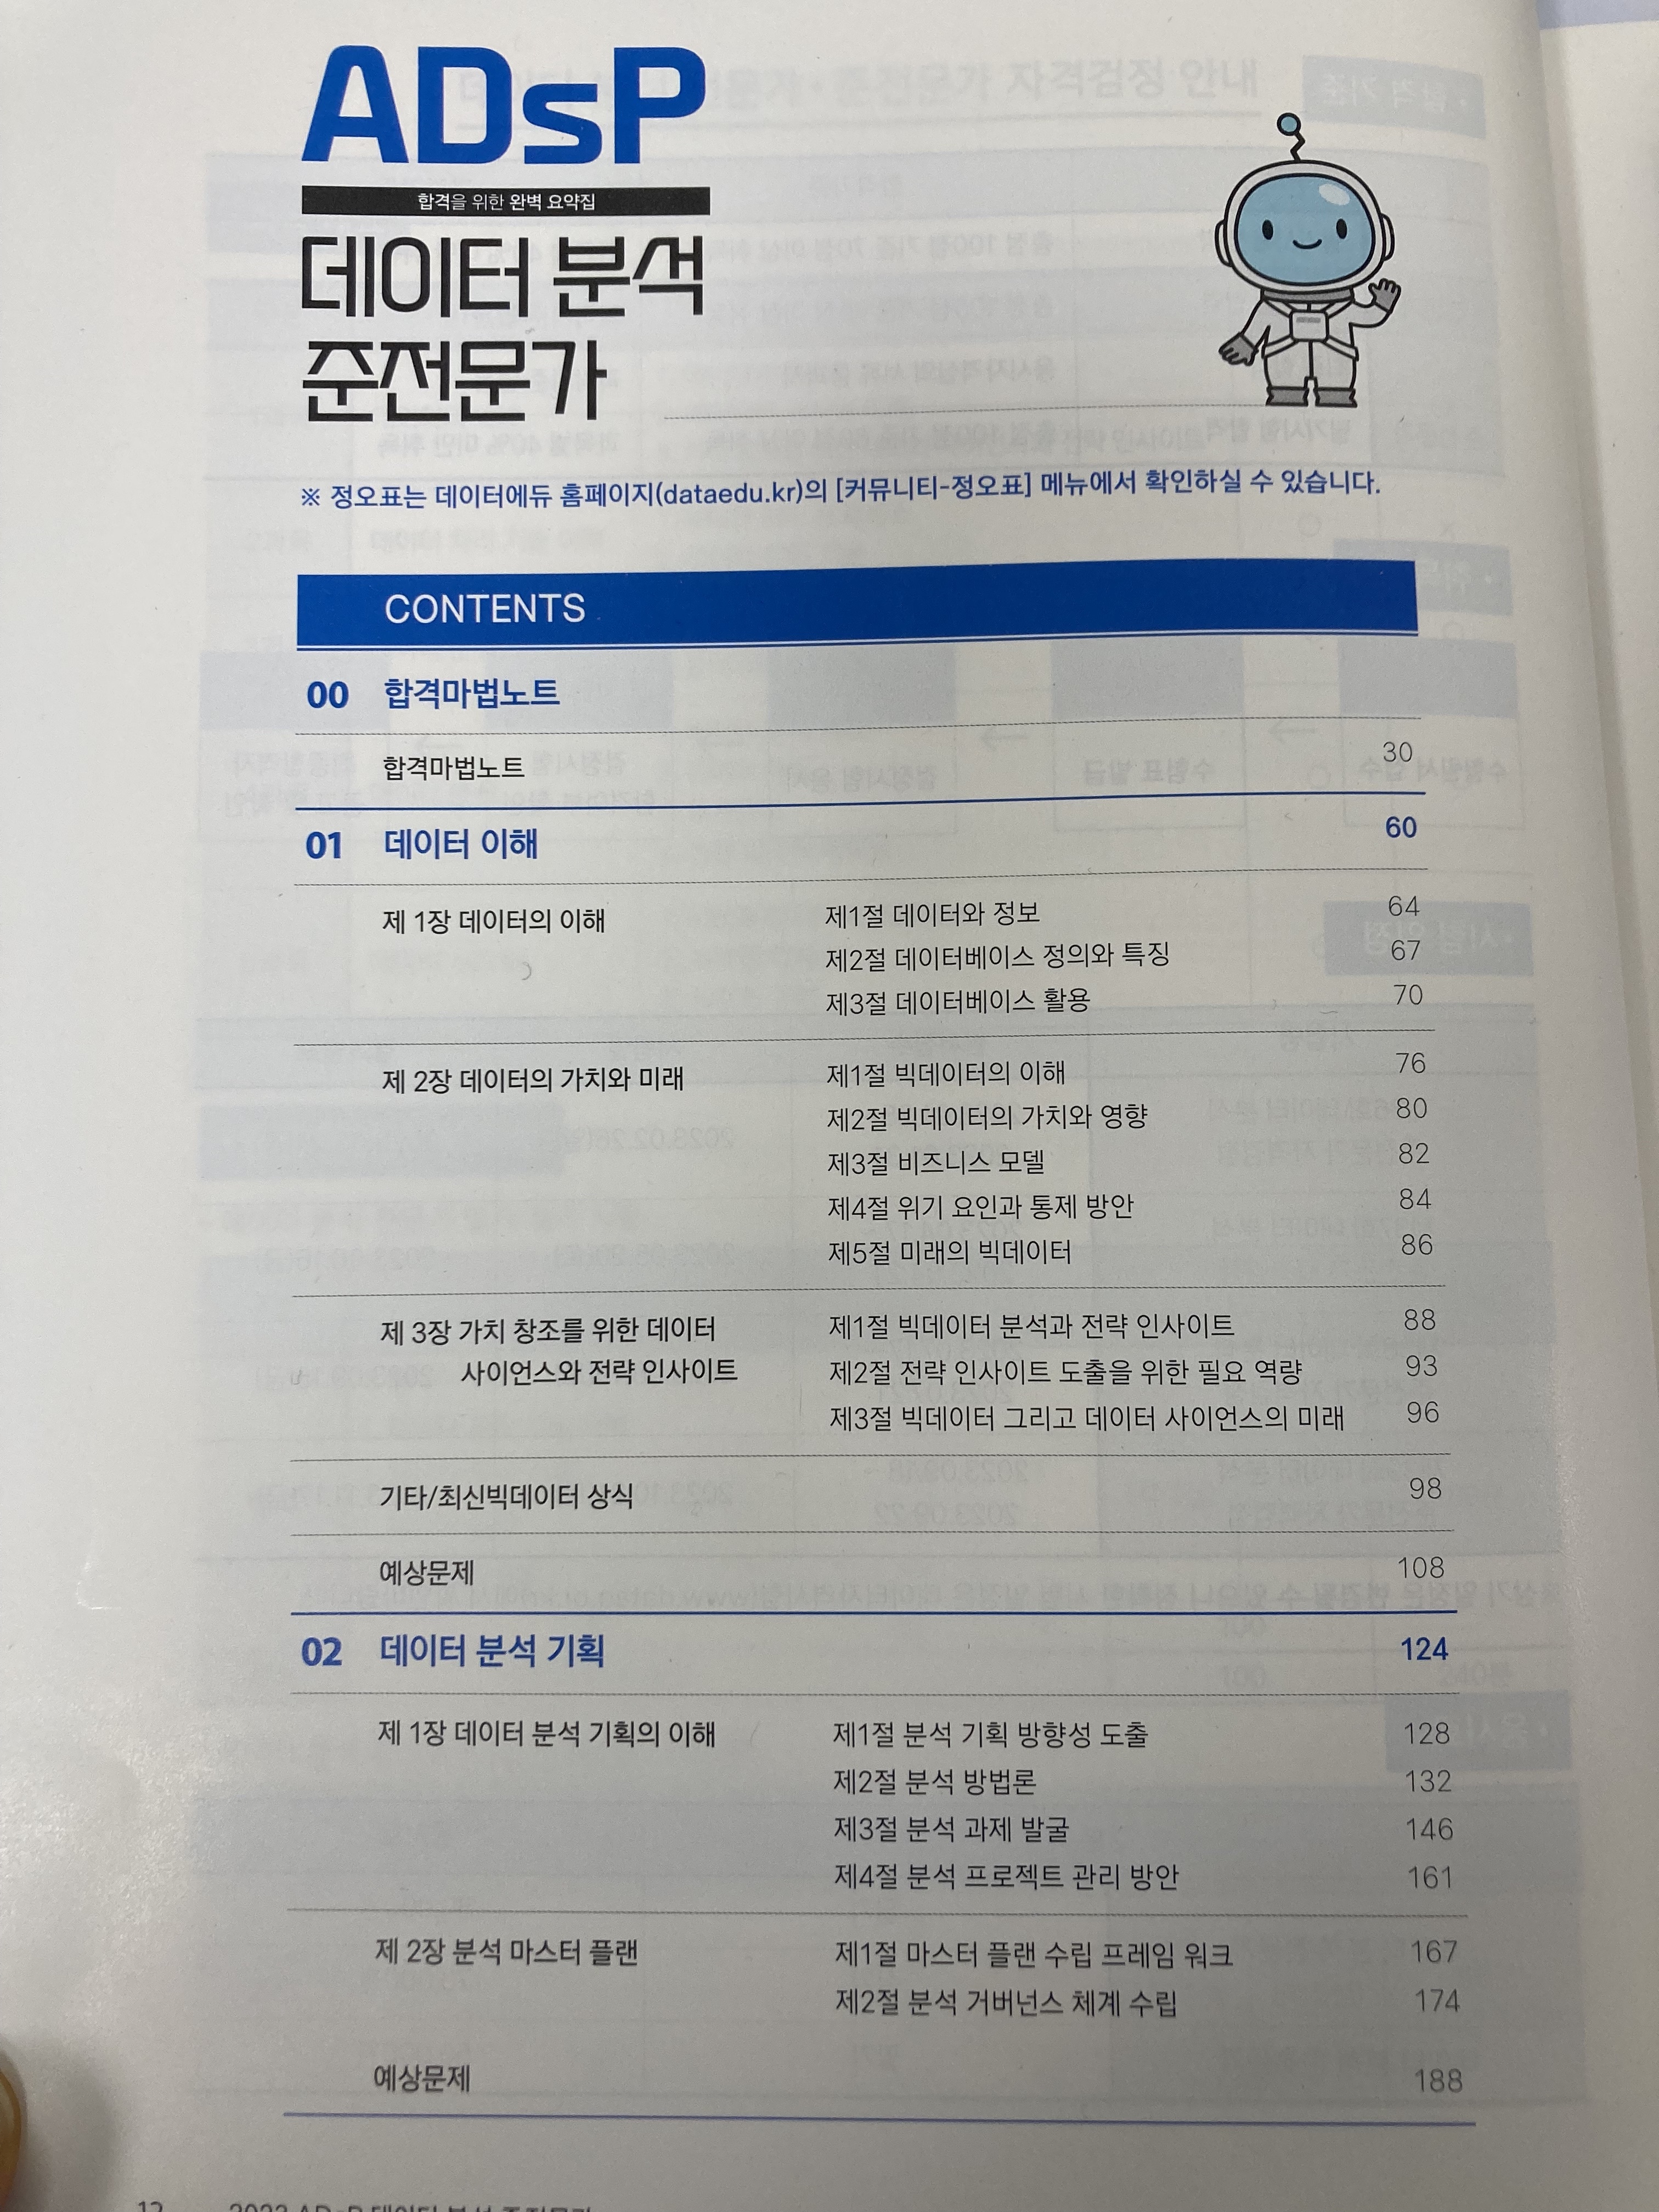 ADsP
합격을 위한 완벽 요약집
데이터 분석
준전문가
※ 정오표는 데이터에듀 홈페이지(dataedu.kr)의 [커뮤니티-정오표] 메뉴에서 확인하실 수 있습니다.
CONTENTS
00 합격마법노트
합격마법노트 30
01 데이터 이해 60
제 1장 데이터의 이해 제1절 데이터와 정보 64
제2절 데이터베이스 정의와 특징 67
제3절 데이터베이스 활용 70
제 2장 데이터의 가치와 미래 제1절 빅데이터의 이해 76
제2절 빅데이터의 가치와 영향 80
제3절 비즈니스 모델 82
제4절 위기 요인과 통제 방안 84
제5절 미래의 빅데이터 86
제 3장 가치 창조를 위한 데이터 제1절 빅데이터 분석과 전략 인사이트 88
사이언스와 전략 인사이트 제2절 전략 인사이트 도출을 위한 필요 역량 93
제3절 빅데이터 그리고 데이터 사이언스의 미래 96
기타/최신빅데이터 상식 98
예상문제 108
02 데이터 분석 기획 124
제 1장 데이터 분석 기획의 이해 제1절 분석 기획 방향성 도출 128
제2절 분석 방법론 132
제3절 분석 과제 발굴 146
제4절 분석 프로젝트 관리 방안 161
제 2장 분석 마스터 플랜 제1절 마스터 플랜 수립 프레임 워크 167
제2절 분석 거버넌스 체계 수립 174
예상문제 188